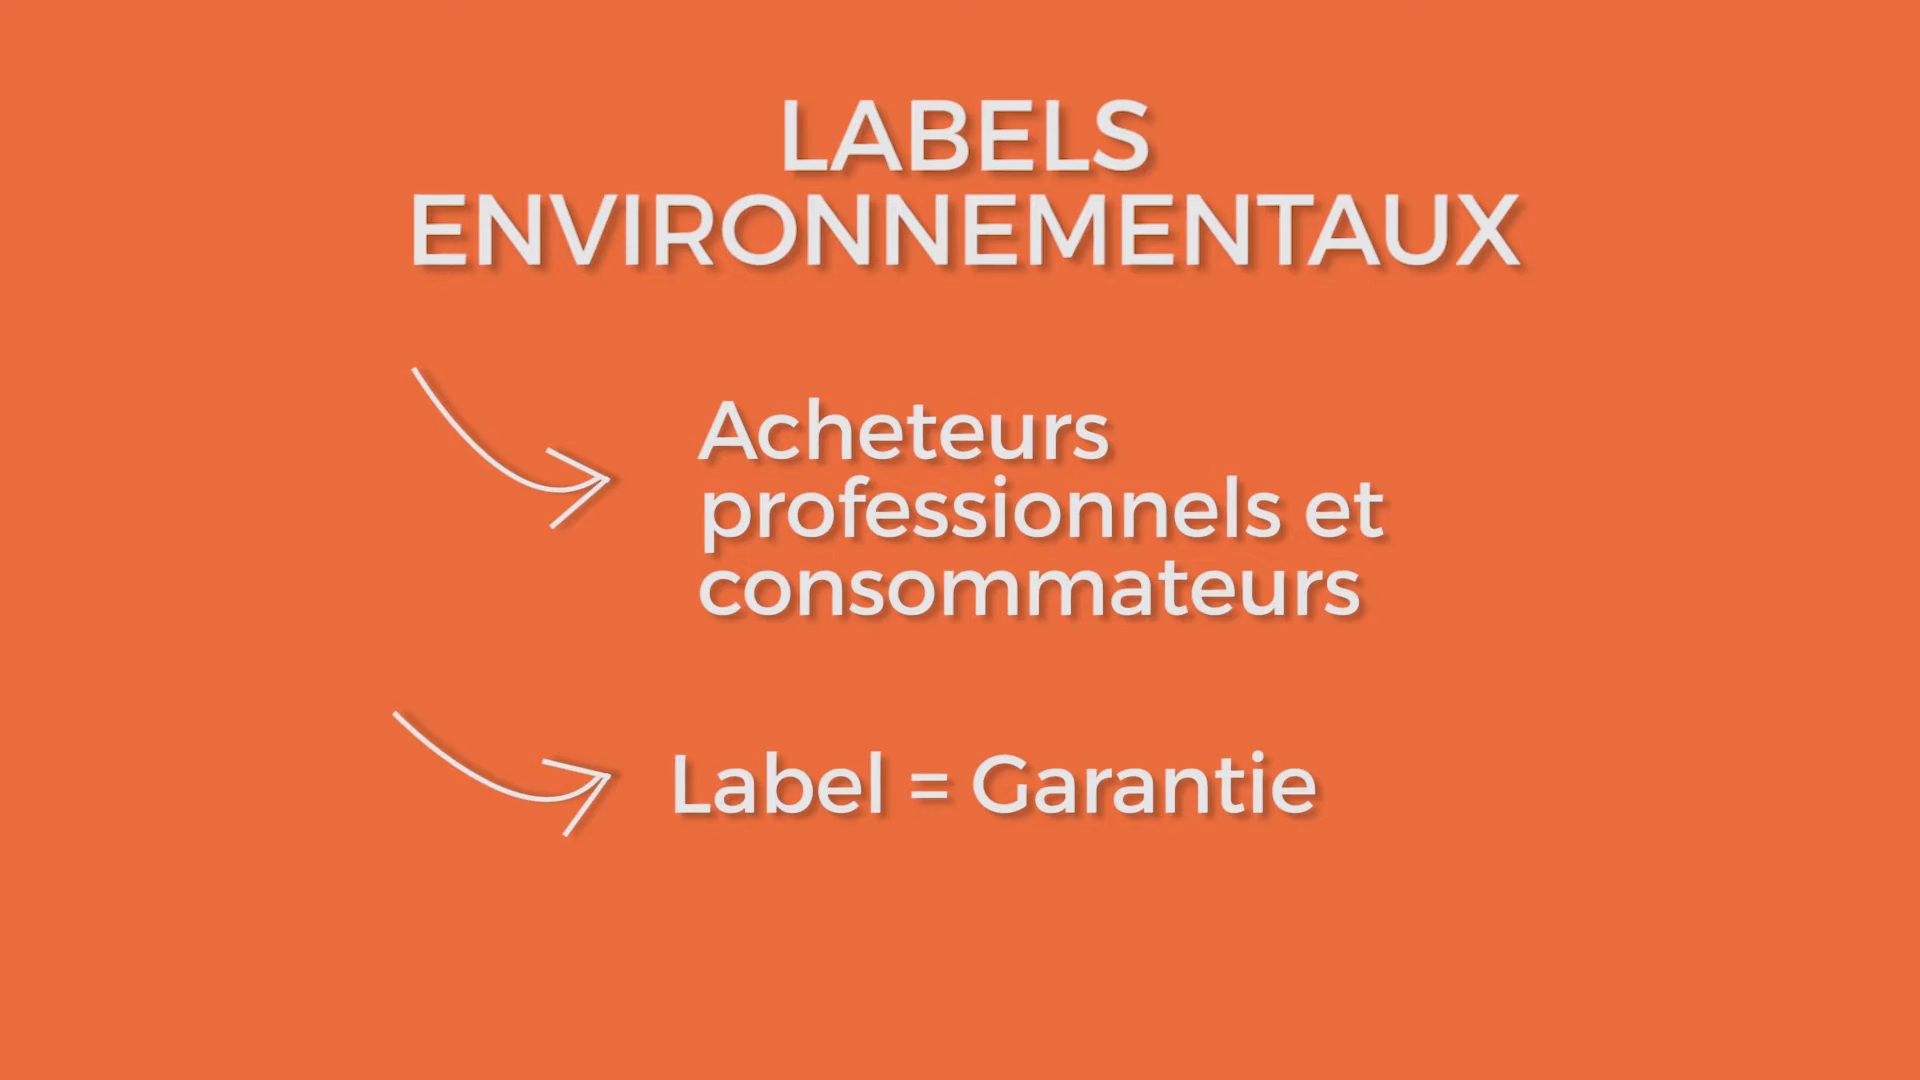 LABELS
ENVIRONNEMENTAUX
Acheteurs
professionnels et
consommateurs
Label = Garantie